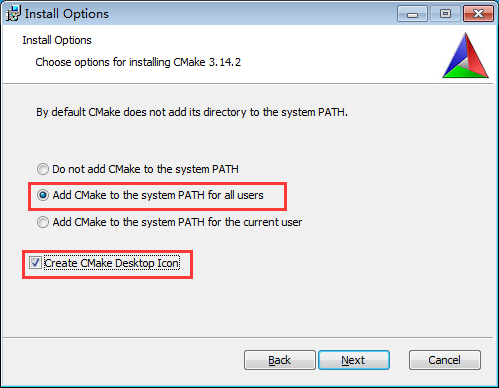 Install Options
Install Options
Choose options for installing CMake 3.14.2
By default CMake does not add its directory to the system PATH.
Do not add CMake to the system PATH
Add CMake to the system PATH for all users
Add CMake to the system PATH for the current user
Create CMake Desktop Icon
Back Next Cancel